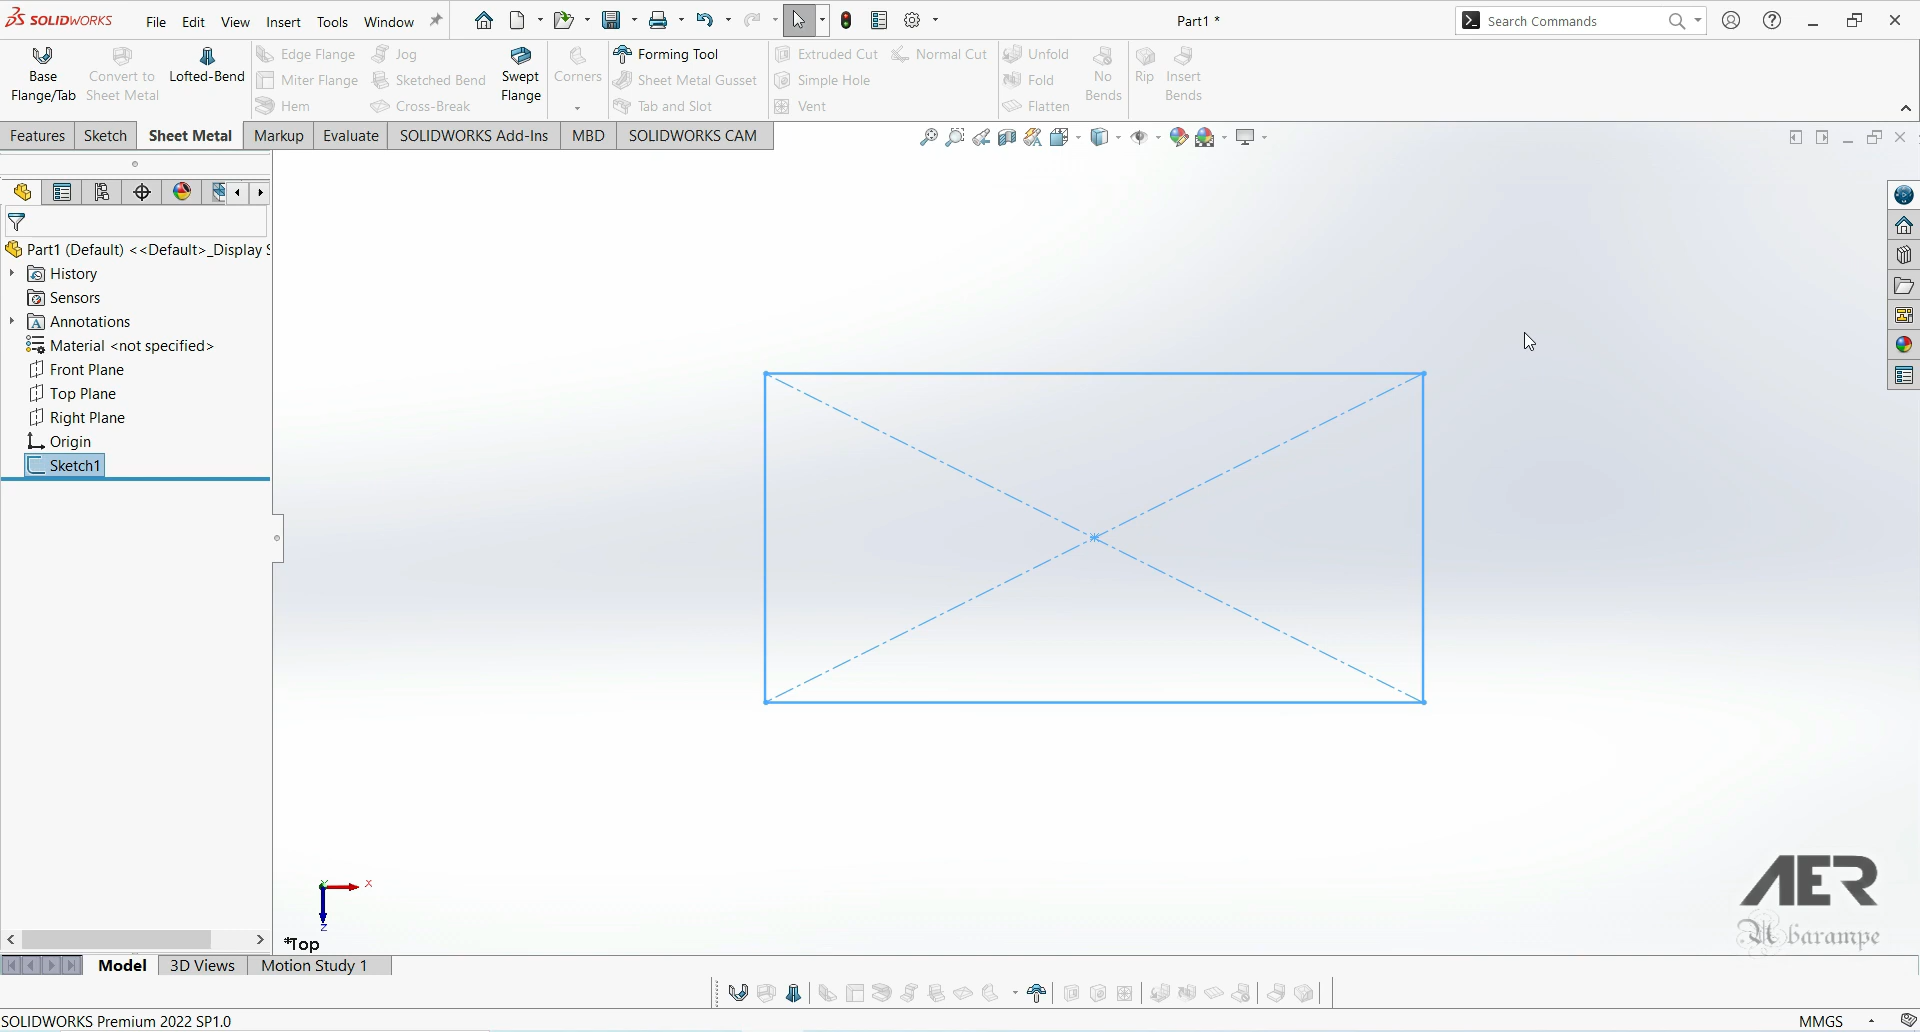 SOLIDWORKS File Edit View Insert Tools Window Part1 * Search Commands
Base Flange/Tab
Convert to Sheet Metal
Lofted-Bend
Edge Flange
Miter Flange
Hem
Jog
Sketched Bend
Cross-Break
Swept Flange
Corners
Forming Tool
Sheet Metal Gusset
Tab and Slot
Extruded Cut
Simple Hole
Vent
Normal Cut
Unfold
Fold
Flatten
No Bends
Rip
Insert Bends
Features Sketch Sheet Metal Markup Evaluate SOLIDWORKS Add-Ins MBD SOLIDWORKS CAM
Part1 (Default) <<Default>_Display S
History
Sensors
Annotations
Material <not specified>
Front Plane
Top Plane
Right Plane
Origin
Sketch1
X
Y
Z
*Top
AER
Mbarampe
Model 3D Views Motion Study 1
SOLIDWORKS Premium 2022 SP1.0
MMGS